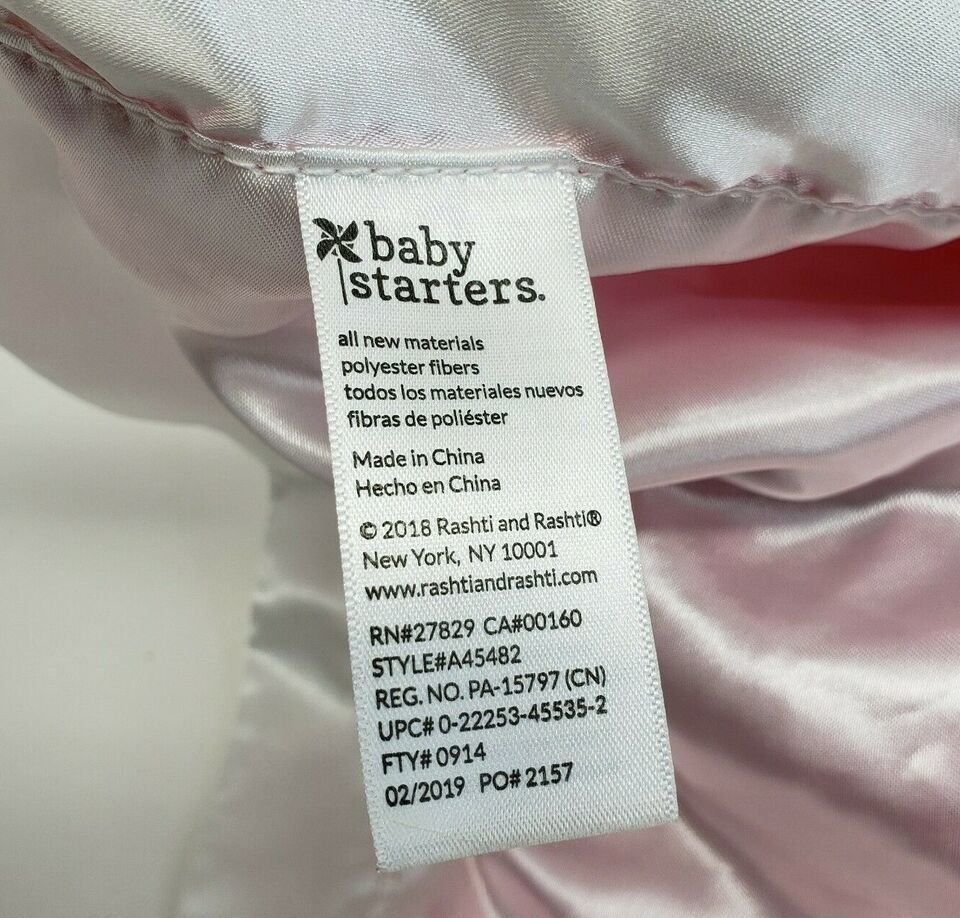 baby
starters.
all new materials
polyester fibers
todos los materiales nuevos
fibras de poliéster
Made in China
Hecho en China
© 2018 Rashti and Rashti®
New York, NY 10001
www.rashtiandrashti.com
RN#27829 CA#00160
STYLE#A45482
REG. NO. PA-15797 (CN)
UPC# 0-22253-45535-2
FTY# 0914
02/2019 PO# 2157